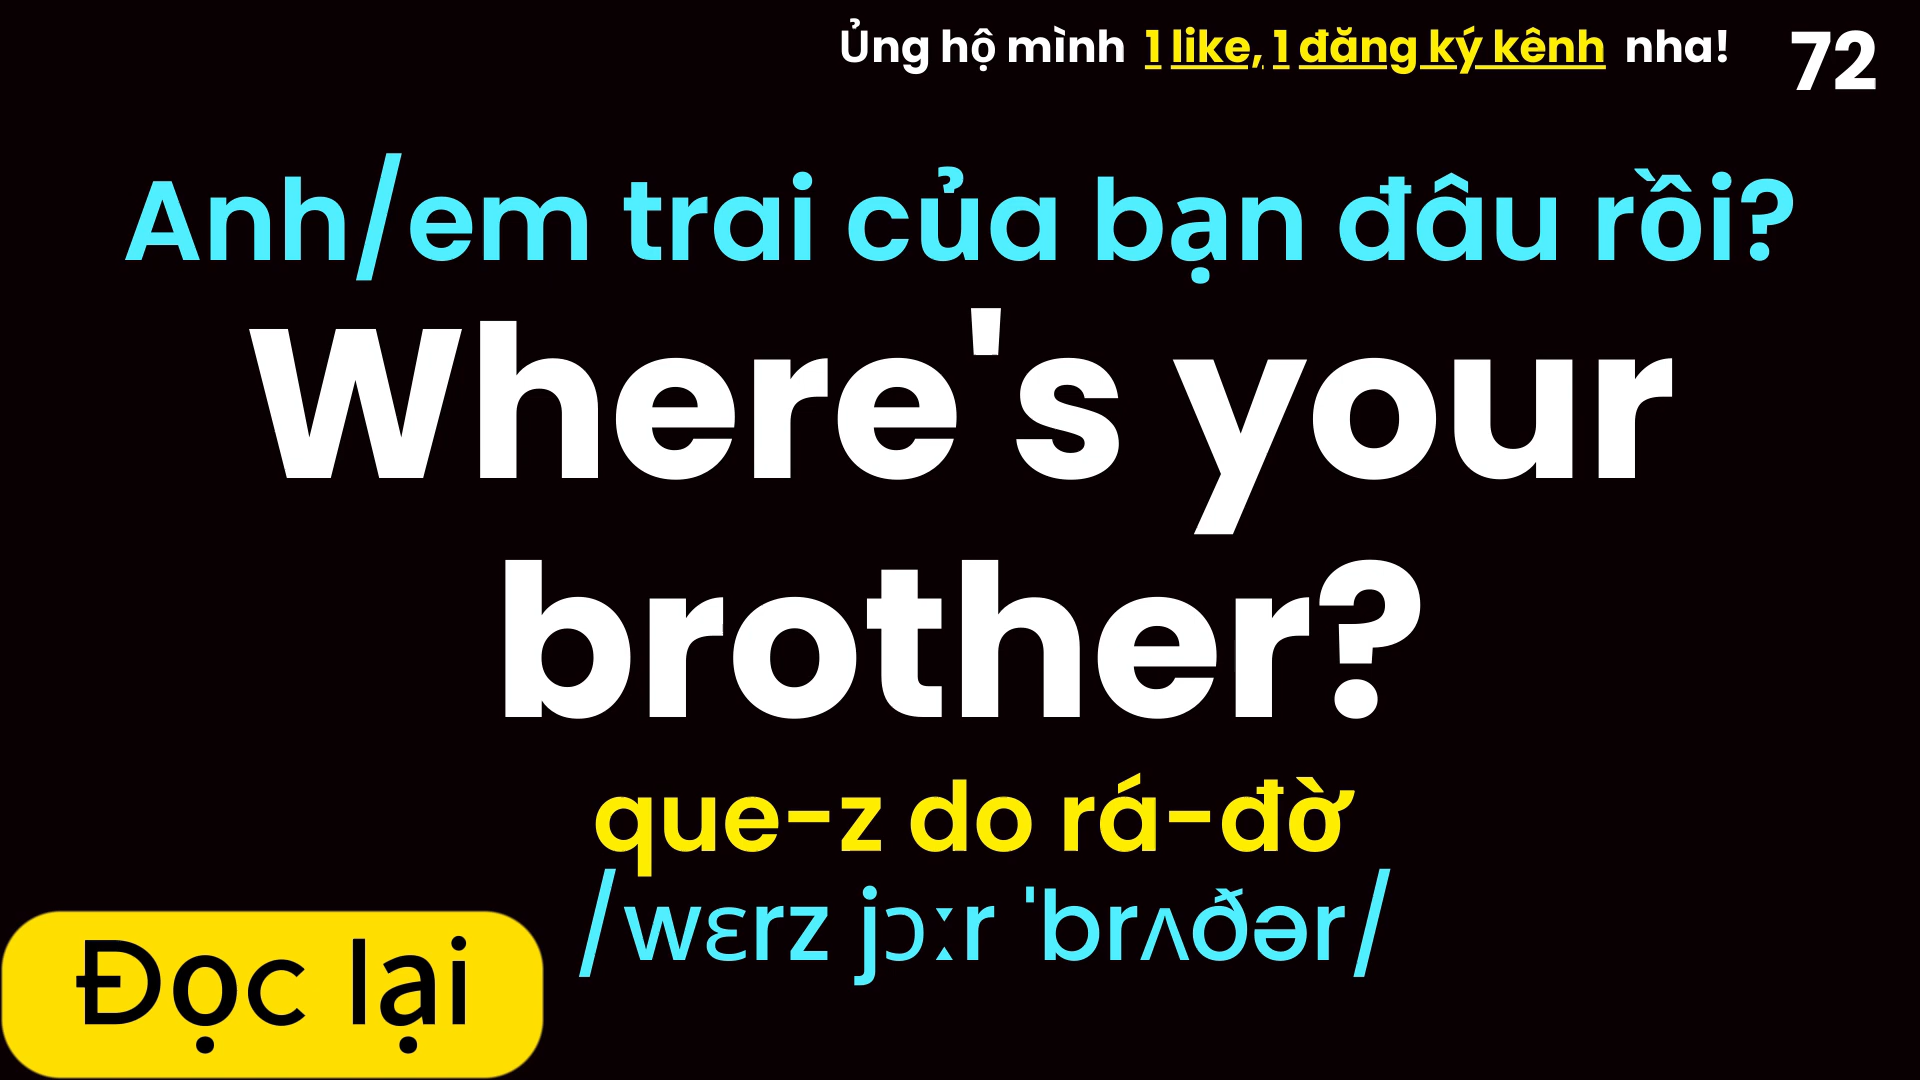 Ủng hộ mình 1 like, 1 đăng ký kênh nha!
72
Anh/em trai của bạn đâu rồi?
Where's your
brother?
que-z do rá-đờ
/wɛrz jɔːr ˈbrʌðər/
Đọc lại